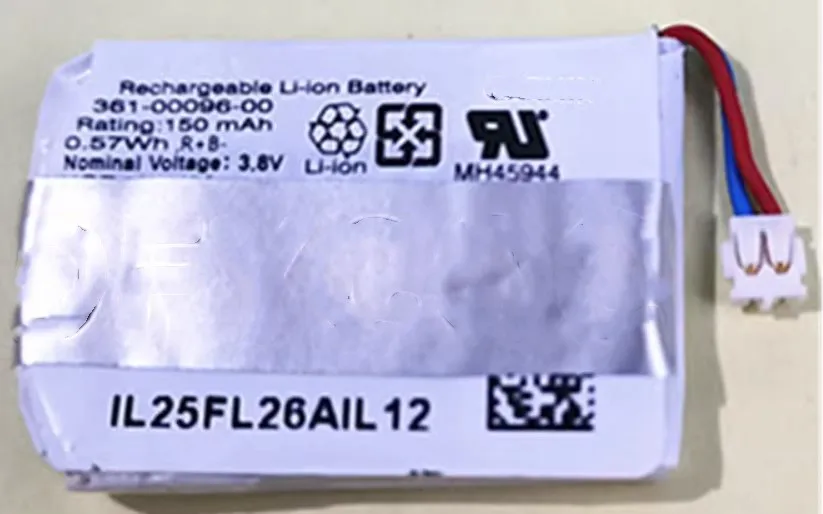 Rechargeable Li-ion Battery
361-00096-00
Rating:150 mAh
0.57Wh R+B-
Nominal Voltage: 3.8V
Li-ion
MH45944
IL25FL26AIL12